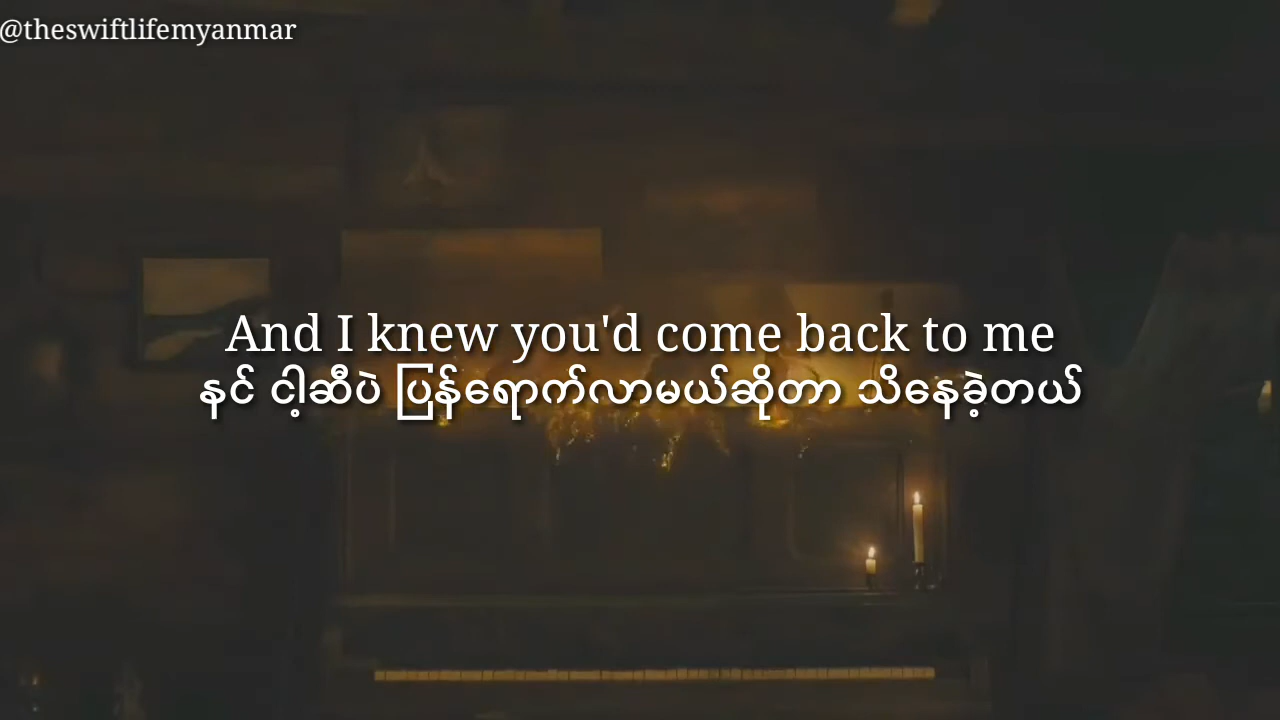 @theswiftlifemyanmar
And I knew you'd come back to me
နင် ငါ့ဆီပဲ ပြန်ရောက်လာမယ်ဆိုတာ သိနေခဲ့တယ်